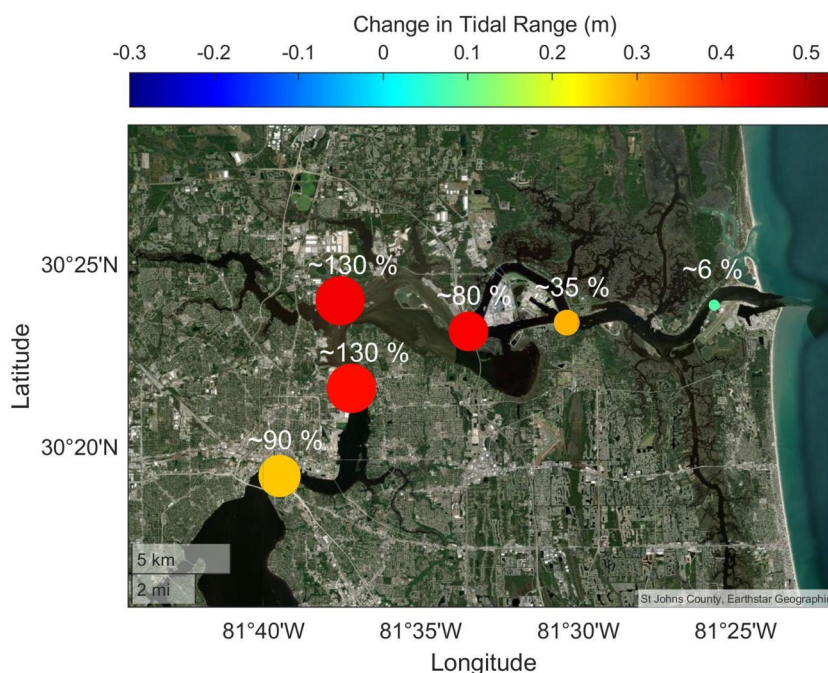 Change in Tidal Range (m)
-0.3 -0.2 -0.1 0 0.1 0.2 0.3 0.4 0.5
30°25'N
30°20'N
Latitude
~130 %
~80 %
~35 %
~6 %
~130 %
~90 %
5 km
2 mi
St Johns County, Earthstar Geographic
81°40'W 81°35'W 81°30'W 81°25'W
Longitude